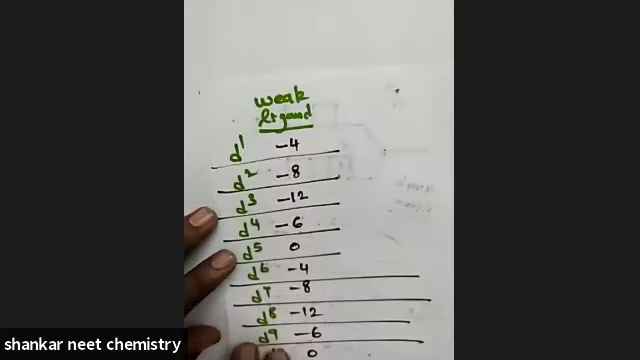 weak
ligand
d1 -4
d2 -8
d3 -12
d4 -6
d5 0
d6 -4
d7 -8
d8 -12
d9 -6
0
shankar neet chemistry